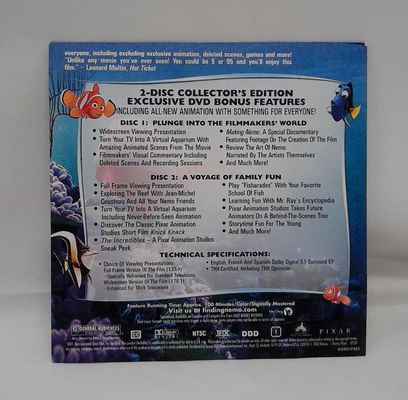 everyone, including excluding exclusive animation, deleted scenes, games and more!
"Unlike any movie you've ever seen! You could be 5 or 95 and you'll enjoy this
film." – Leonard Maltin, Hot Ticket
2-DISC COLLECTOR'S EDITION
EXCLUSIVE DVD BONUS FEATURES
INCLUDING ALL-NEW ANIMATION WITH SOMETHING FOR EVERYONE!
DISC 1: PLUNGE INTO THE FILMMAKERS' WORLD
• Widescreen Viewing Presentation
• Turn Your TV Into A Virtual Aquarium With
Amazing Animated Scenes From The Movie
• Filmmakers' Visual Commentary Including
Deleted Scenes And Recording Sessions
• Making Nemo: A Special Documentary
Featuring Footage On The Creation Of The Film
• Review The Art Of Nemo,
Narrated By The Artists Themselves
• And Much More!
DISC 2: A VOYAGE OF FAMILY FUN
• Full Frame Viewing Presentation
• Exploring The Reef With Jean-Michel
Cousteau And All Your Nemo Friends
• Turn Your TV Into A Virtual Aquarium
Including Never-Before-Seen Animation
• Discover The Classic Pixar Animation
Studios Short Film Knick Knack
• The Incredibles – A Pixar Animation Studios
Sneak Peek
• Play "Fisharades" With Your Favorite
School Of Fish
• Learning Fun With Mr. Ray's Encyclopedia
• Pixar Animation Studios Takes Future
Animators On A Behind-The-Scenes Tour
• Storytime Fun For The Young
• And Much More!
TECHNICAL SPECIFICATIONS:
• Choice Of Viewing Presentations:
Full Frame Version Of The Film (1.33:1)
–Specially Reframed For Standard Televisions
Widescreen Version Of The Film (1.78:1)
–Enhanced For 16x9 Televisions
• English, French And Spanish Dolby Digital 5.1 Surround EX
• THX Certified, Including THX Optimizer
Feature Running Time: Approx. 100 Minutes/Color/Digitally Mastered
Visit us at findingnemo.com
G GENERAL AUDIENCES
NTSC
DDD
1
PIXAR